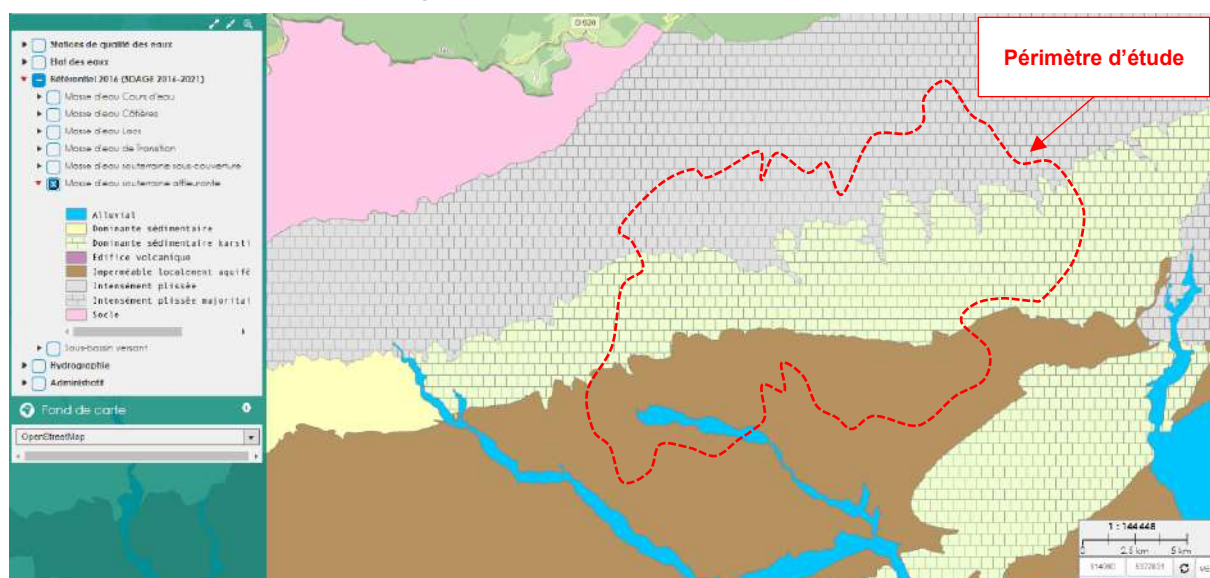 Stations de qualité des eaux
Etat des eaux
Référentiel 2016 (SDAGE 2016-2021)
Masse d'eau Cours d'eau
Masse d'eau Côtières
Masse d'eau Lacs
Masse d'eau de Transition
Masse d'eau souterraine sous-couverture
Masse d'eau souterraine affleurante
Alluvial
Dominante sédimentaire
Dominante sédimentaire karsti
Edifice volcanique
Imperméable localement aquifè
Intensément plissée
Intensément plissée majoritai
Socle
Sous-bassin versant
Hydrographie
Administratif
Fond de carte
OpenStreetMap
D 920
Périmètre d'étude
1 : 144448
0 2.5 km 5 km